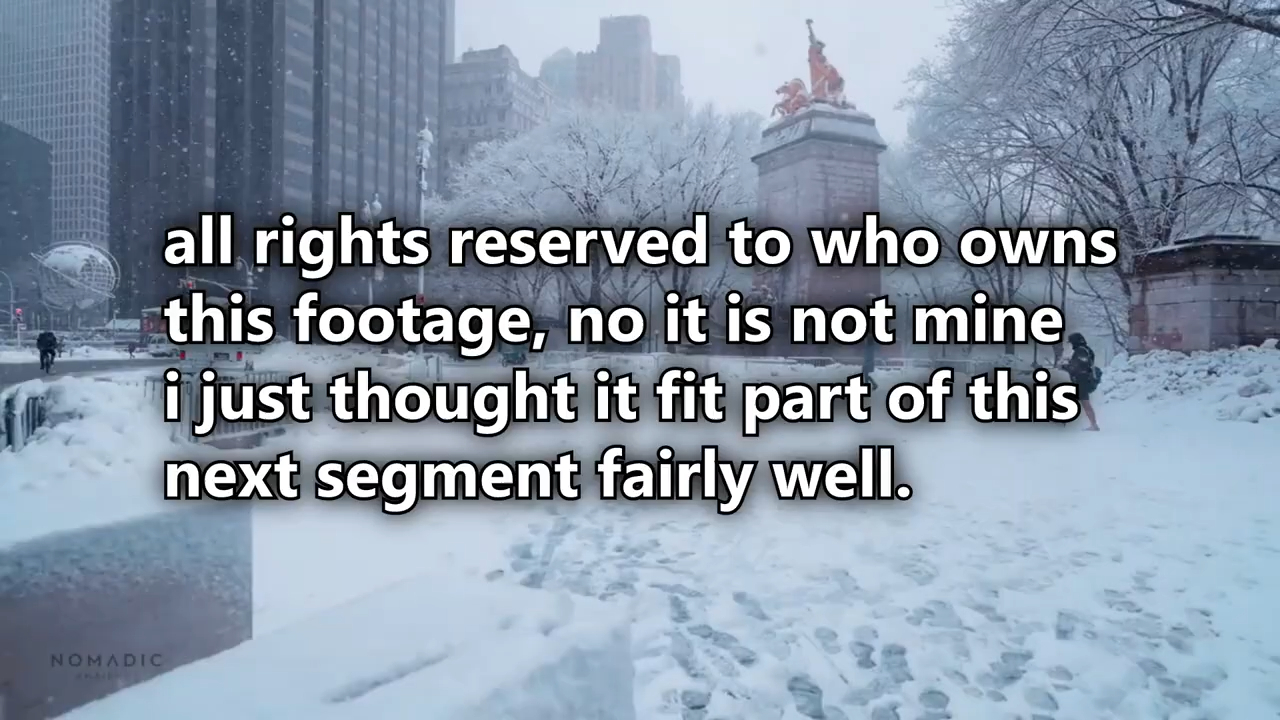 all rights reserved to who owns
this footage, no it is not mine
i just thought it fit part of this
next segment fairly well.
NOMADIC